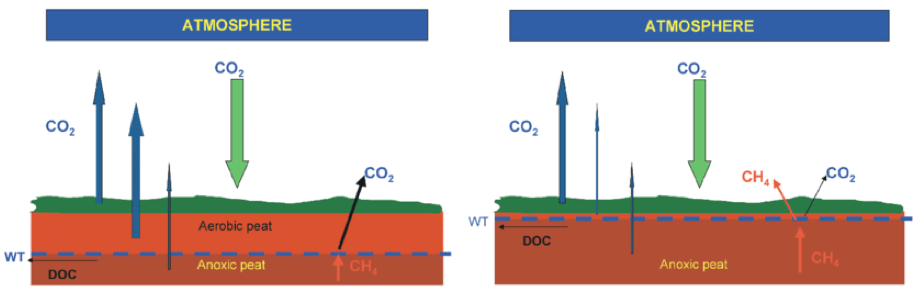 ATMOSPHERE
CO₂
CO₂
CO₂
Aerobic peat
WT
Anoxic peat
CH₄
DOC
ATMOSPHERE
CO₂
CO₂
CH₄
CO₂
WT
DOC
CH₄
Anoxic peat